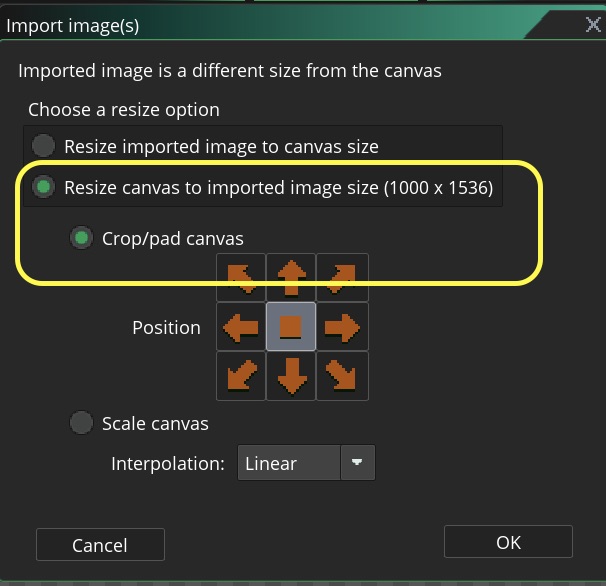 Import image(s)
Imported image is a different size from the canvas
Choose a resize option
Resize imported image to canvas size
Resize canvas to imported image size (1000 x 1536)
Crop/pad canvas
Position
Scale canvas
Interpolation: Linear
Cancel OK